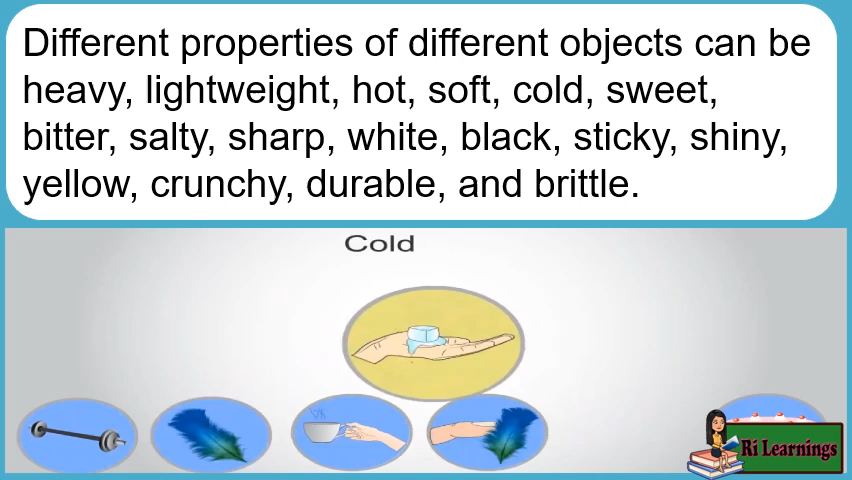 Different properties of different objects can be
heavy, lightweight, hot, soft, cold, sweet,
bitter, salty, sharp, white, black, sticky, shiny,
yellow, crunchy, durable, and brittle.
Cold
Ri Learnings